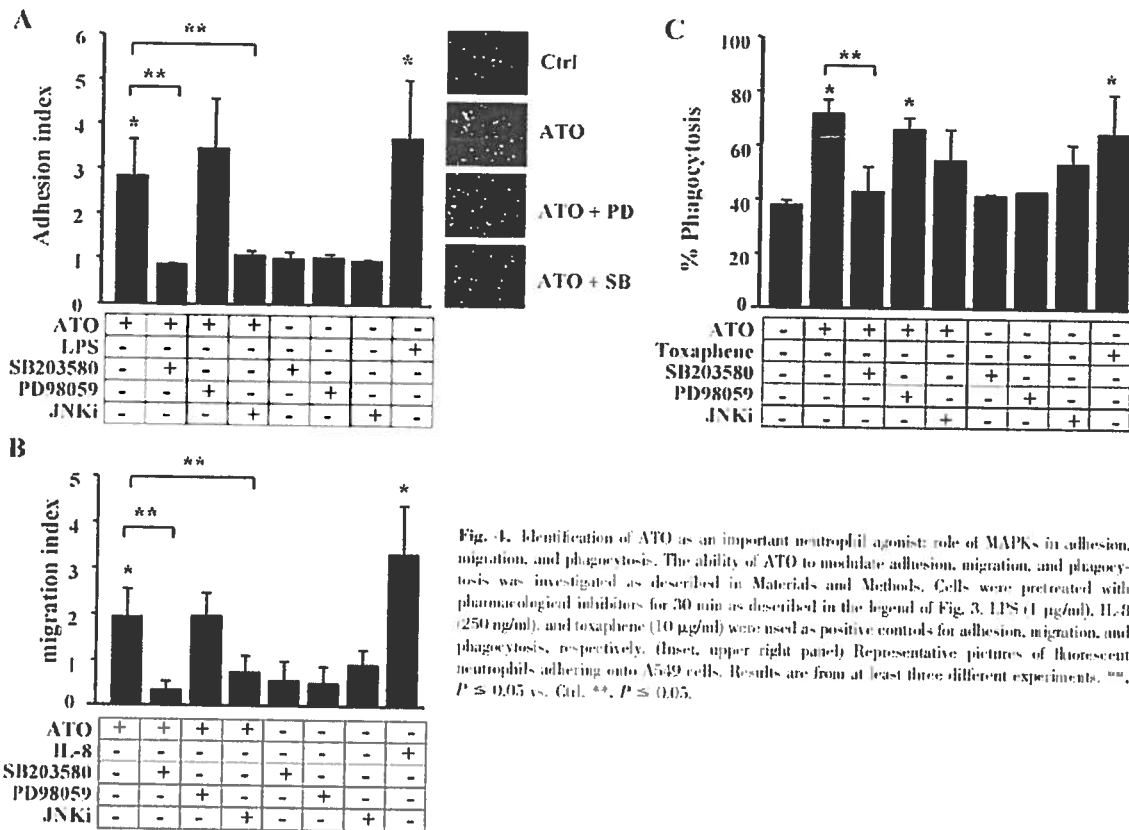 A
Adhesion index
6
5
4
3
2
1
0
**
**
*
*
ATO + + + + - - - -
LPS - - - - - - - +
SB203580 - + - - + - - -
PD98059 - - + - - + - -
JNKi - - - + - - + -
Ctrl
ATO
ATO + PD
ATO + SB
C
% Phagocytosis
100
80
60
40
20
0
**
*
*
*
ATO - + + + + - - - -
Toxaphene - - - - - - - - +
SB203580 - - + - - + - - -
PD98059 - - - + - - + - -
JNKi - - - - + - - + -
B
migration index
5
4
3
2
1
0
**
**
*
*
ATO + + + + - - - -
IL-8 - - - - - - - +
SB203580 - + - - + - - -
PD98059 - - + - - + - -
JNKi - - - + - - + -
Fig. 4. Identification of ATO as an important neutrophil agonist: role of MAPKs in adhesion,
migration, and phagocytosis. The ability of ATO to modulate adhesion, migration, and phagocy-
tosis was investigated as described in Materials and Methods. Cells were pretreated with
pharmacological inhibitors for 30 min as described in the legend of Fig. 3. LPS (1 µg/ml), IL-8
(250 ng/ml), and toxaphene (10 µg/ml) were used as positive controls for adhesion, migration, and
phagocytosis, respectively. (Inset, upper right panel) Representative pictures of fluorescent
neutrophils adhering onto A549 cells. Results are from at least three different experiments.
P ≤ 0.05 vs. Ctrl. **, P ≤ 0.05.